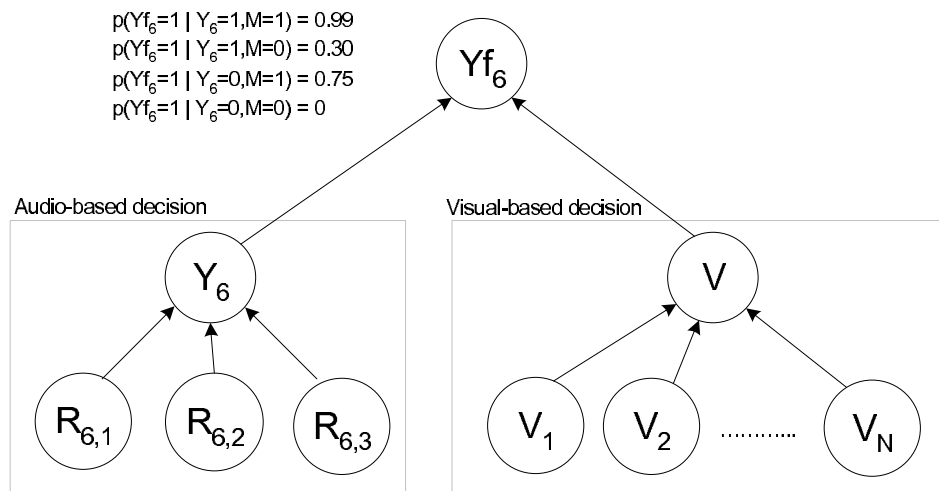 p(Yf6=1 | Y6=1,M=1) = 0.99
p(Yf6=1 | Y6=1,M=0) = 0.30
p(Yf6=1 | Y6=0,M=1) = 0.75
p(Yf6=1 | Y6=0,M=0) = 0
Yf6
Audio-based decision
Visual-based decision
Y6
V
R6,1
R6,2
R6,3
V1
V2
...........
VN